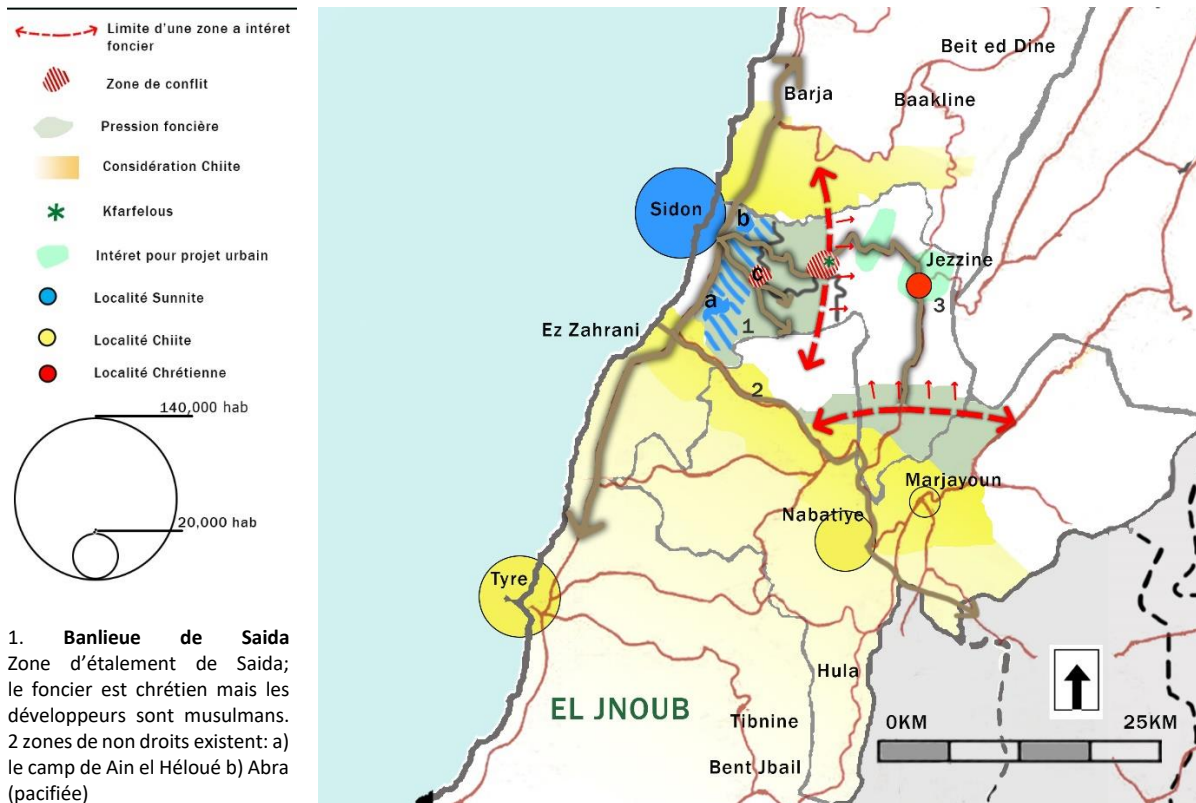 Limite d'une zone a intéret
foncier
Zone de conflit
Pression foncière
Considération Chiite
Kfarfelous
Intéret pour projet urbain
Localité Sunnite
Localité Chiite
Localité Chrétienne
140,000 hab
20,000 hab
1. Banlieue de Saida
Zone d'étalement de Saida;
le foncier est chrétien mais les
développeurs sont musulmans.
2 zones de non droits existent: a)
le camp de Ain el Héloué b) Abra
(pacifiée)
Beit ed Dine
Barja
Baakline
Sidon
b
Jezzine
c
a
3
1
Ez Zahrani
2
Marjayoun
Nabatiye
Tyre
Hula
EL JNOUB
Tibnine
0KM
25KM
Bent Jbail